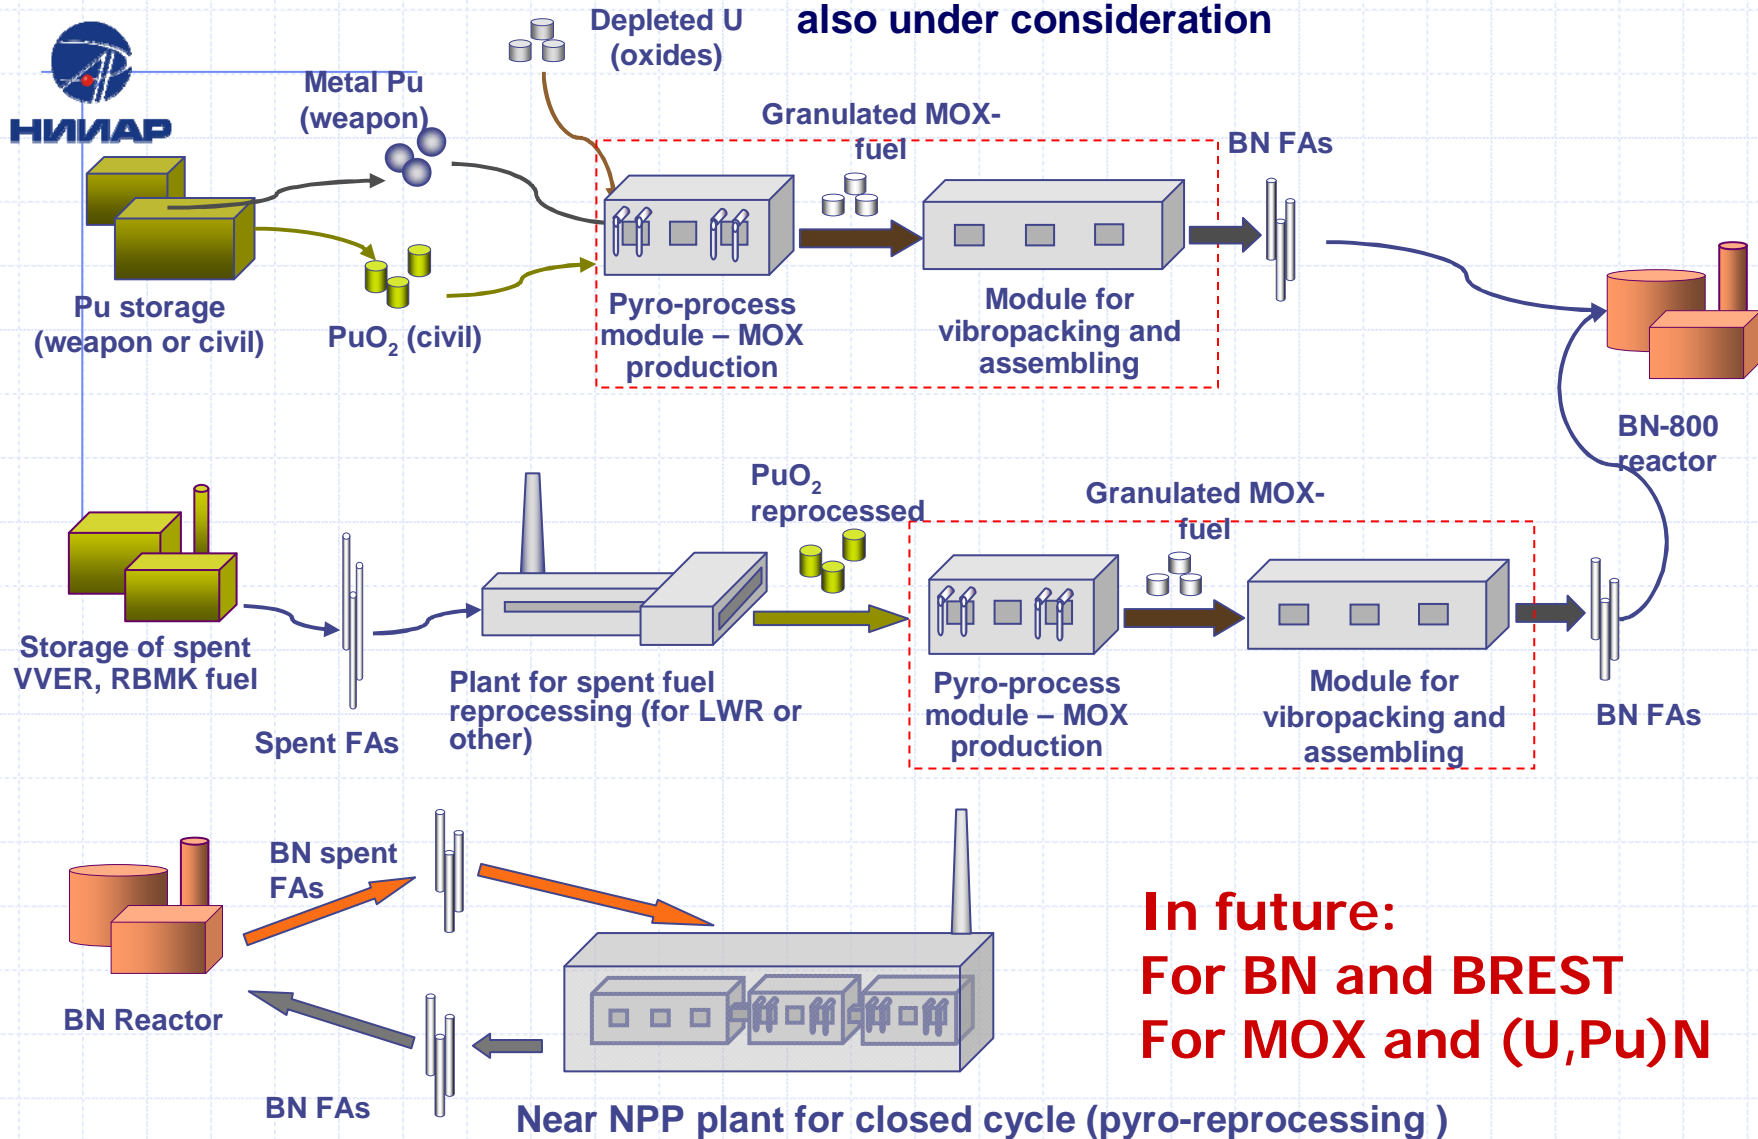 also under consideration
Depleted U
(oxides)
НИИАР
Metal Pu
(weapon)
Granulated MOX-
fuel
BN FAs
Pu storage
(weapon or civil)
PuO2 (civil)
Pyro-process
module – MOX
production
Module for
vibropacking and
assembling
BN-800
reactor
PuO2
reprocessed
Granulated MOX-
fuel
Storage of spent
VVER, RBMK fuel
Spent FAs
Plant for spent fuel
reprocessing (for LWR or
other)
Pyro-process
module – MOX
production
Module for
vibropacking and
assembling
BN FAs
BN spent
FAs
BN Reactor
BN FAs
In future:
For BN and BREST
For MOX and (U,Pu)N
Near NPP plant for closed cycle (pyro-reprocessing )